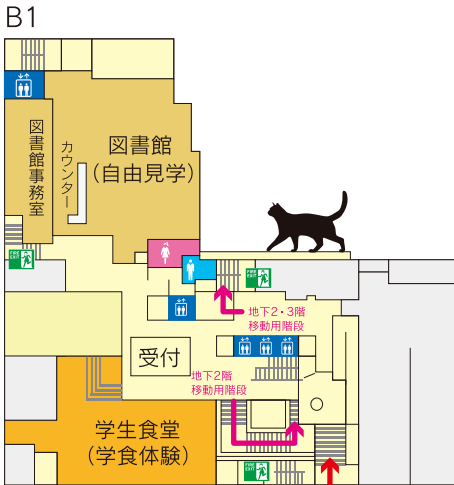 B1
図書館
(自由見学)
カウンター
図書館事務室
地下2・3階
移動用階段
受付
地下2階
移動用階段
学生食堂
(学食体験)